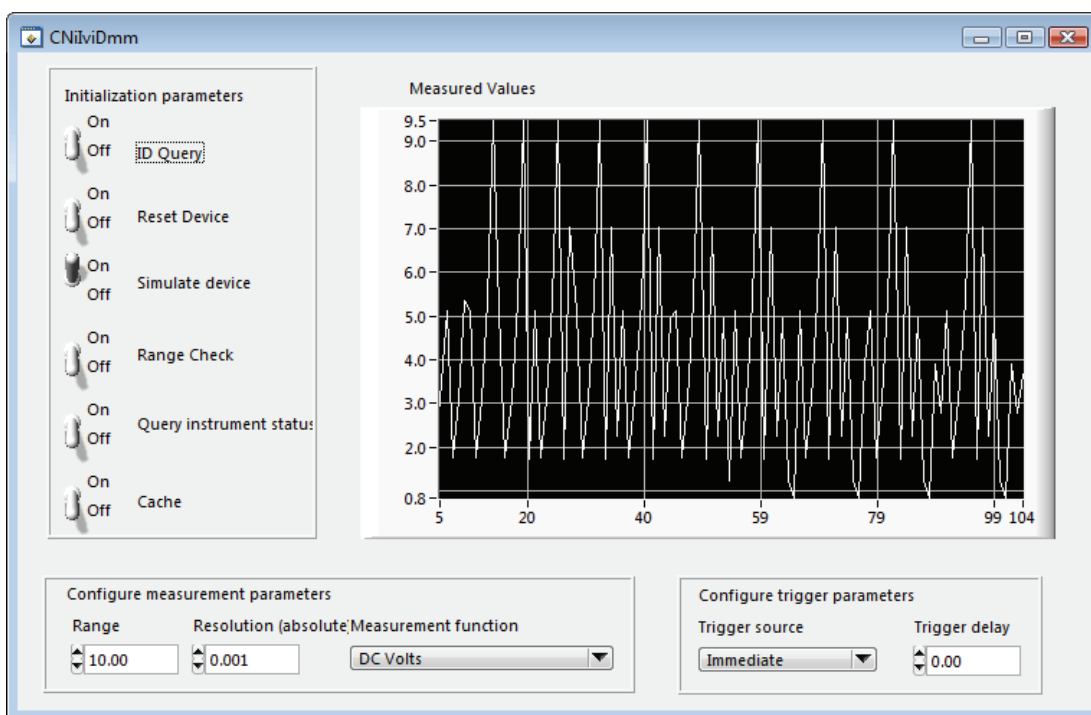 CNiIviDmm
Initialization parameters
On
Off
ID Query
On
Off
Reset Device
On
Off
Simulate device
On
Off
Range Check
On
Off
Query instrument status
On
Off
Cache
Measured Values
9.5
9.0
8.0
7.0
6.0
5.0
4.0
3.0
2.0
0.8
5 20 40 59 79 99 104
Configure measurement parameters
Range Resolution (absolute) Measurement function
10.00 0.001 DC Volts
Configure trigger parameters
Trigger source Trigger delay
Immediate 0.00